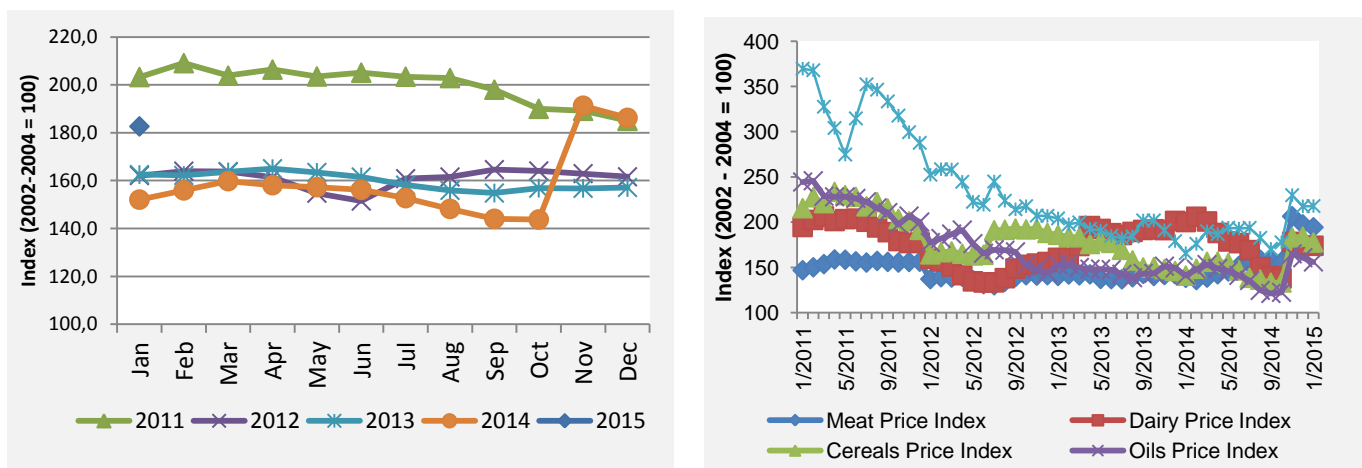 Index (2002-2004 = 100)
220,0
200,0
180,0
160,0
140,0
120,0
100,0
Jan Feb Mar Apr May Jun Jul Aug Sep Oct Nov Dec
2011 2012 2013 2014 2015
Index (2002 - 2004 = 100)
400
350
300
250
200
150
100
1/2011 5/2011 9/2011 1/2012 5/2012 9/2012 1/2013 5/2013 9/2013 1/2014 5/2014 9/2014 1/2015
Meat Price Index Dairy Price Index
Cereals Price Index Oils Price Index